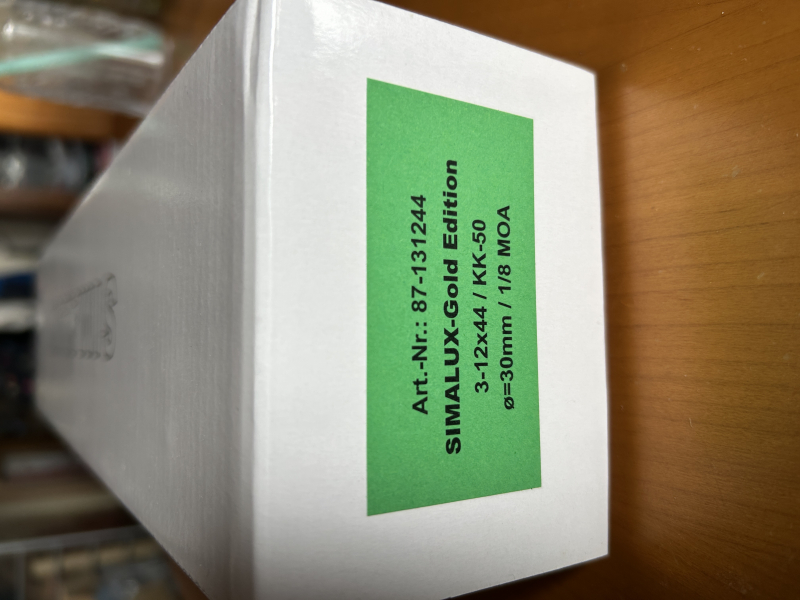 Art.-Nr.: 87-131244
SIMALUX-Gold Edition
3-12x44 / KK-50
ø=30mm / 1/8 MOA